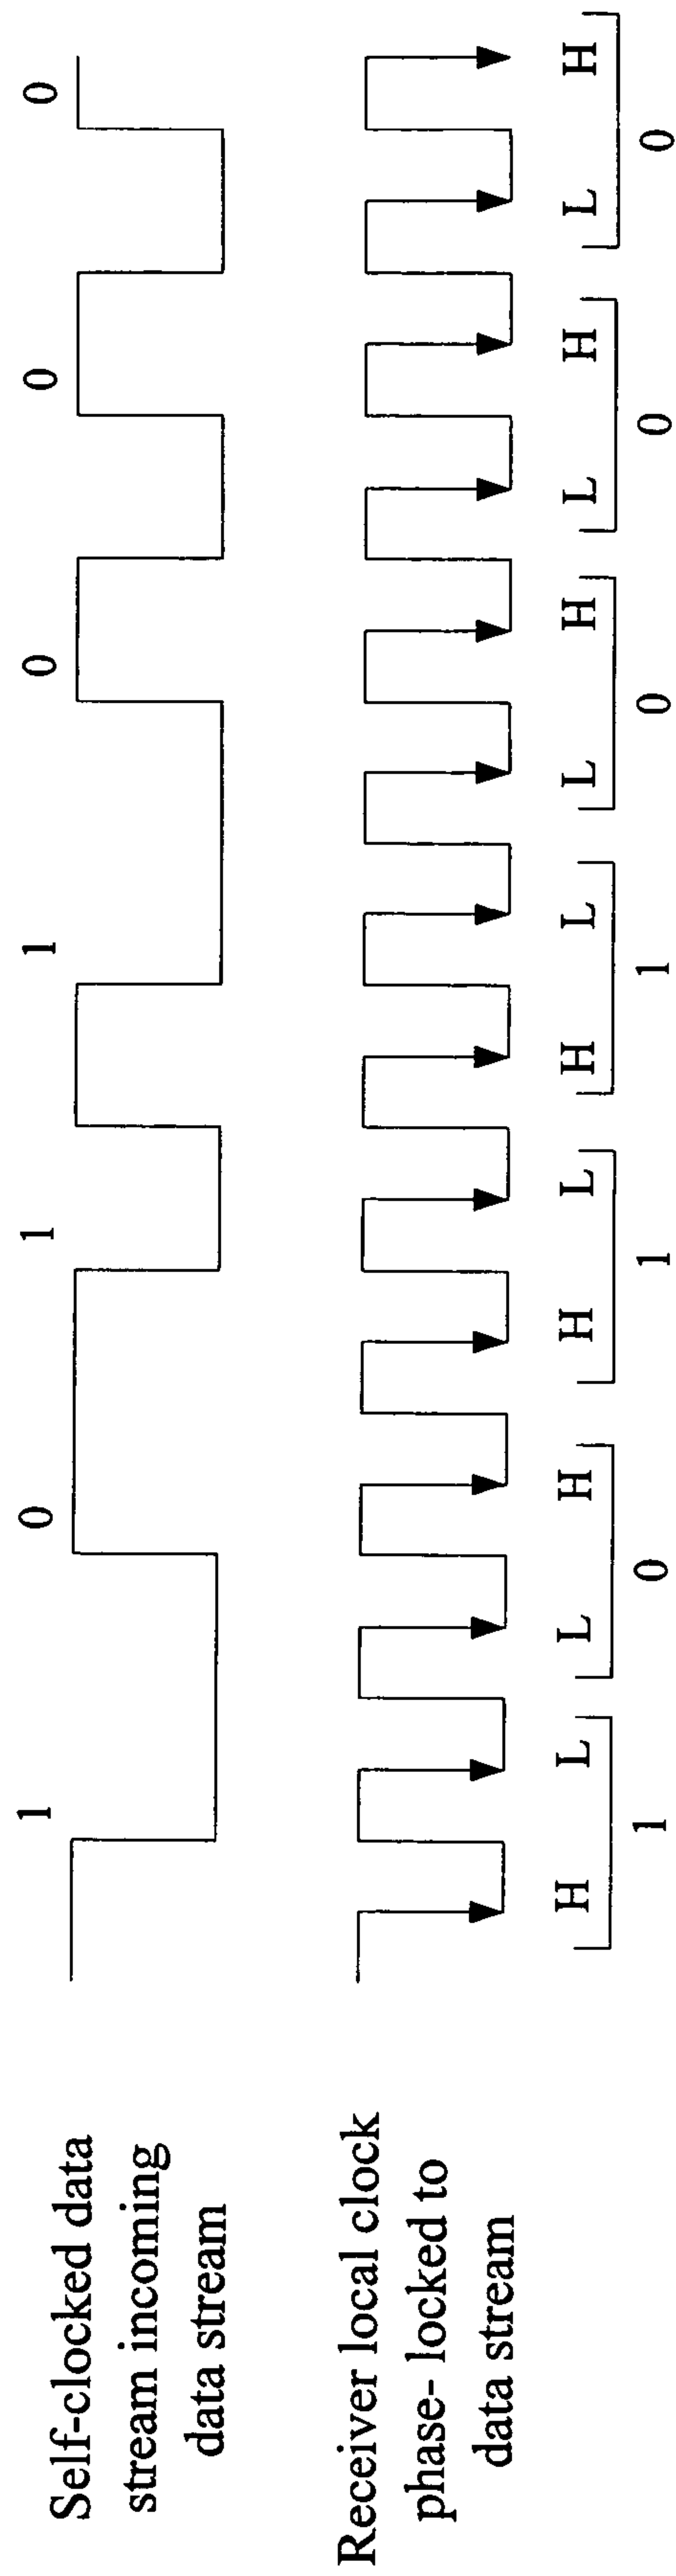 1 0 1 1 0 0 0
Self-clocked data
stream incoming
data stream
Receiver local clock
phase- locked to
data stream
H L L H H L H L L H L H L H
1 0 1 1 0 0 0